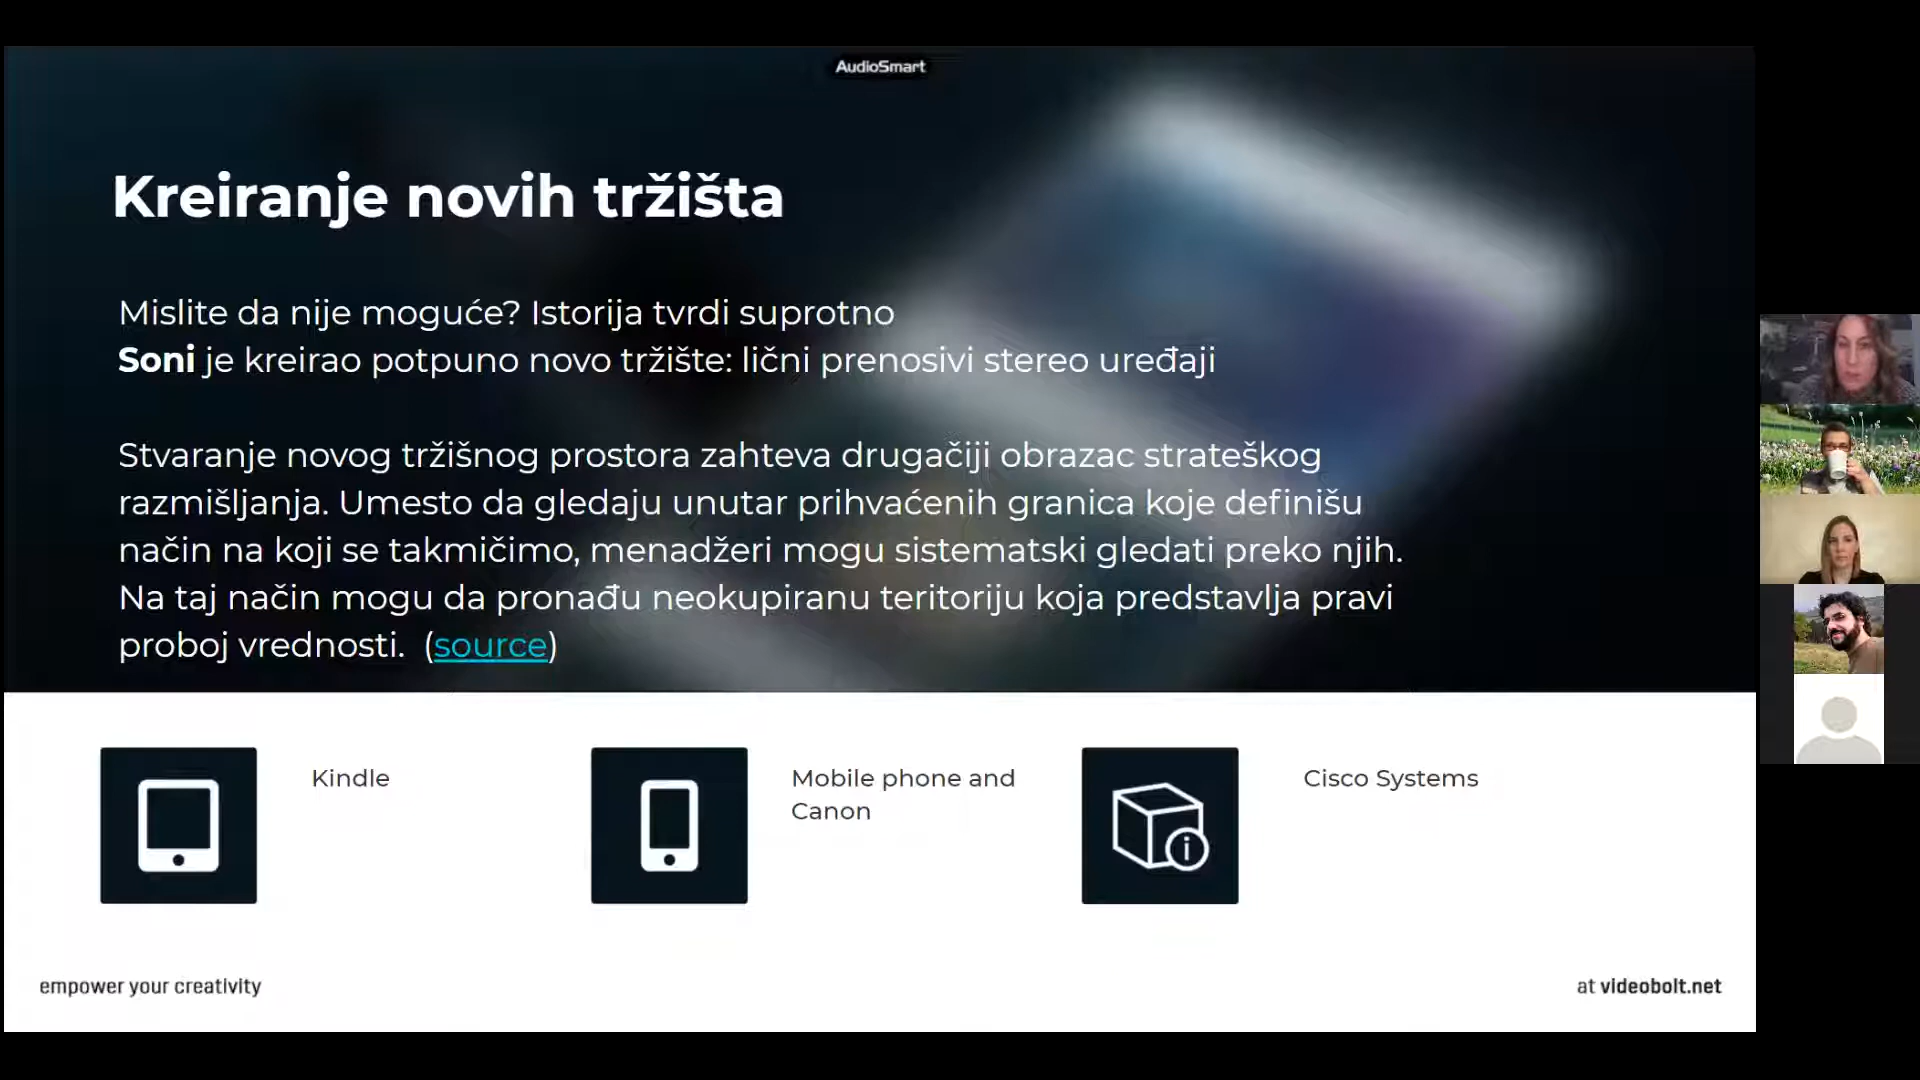 AudioSmart
Kreiranje novih tržišta
Mislite da nije moguće? Istorija tvrdi suprotno
Soni je kreirao potpuno novo tržište: lični prenosivi stereo uređaji
Stvaranje novog tržišnog prostora zahteva drugačiji obrazac strateškog
razmišljanja. Umesto da gledaju unutar prihvaćenih granica koje definišu
način na koji se takmičimo, menadžeri mogu sistematski gledati preko njih.
Na taj način mogu da pronađu neokupiranu teritoriju koja predstavlja pravi
proboj vrednosti. (source)
Kindle
Mobile phone and
Canon
Cisco Systems
empower your creativity
at videobolt.net